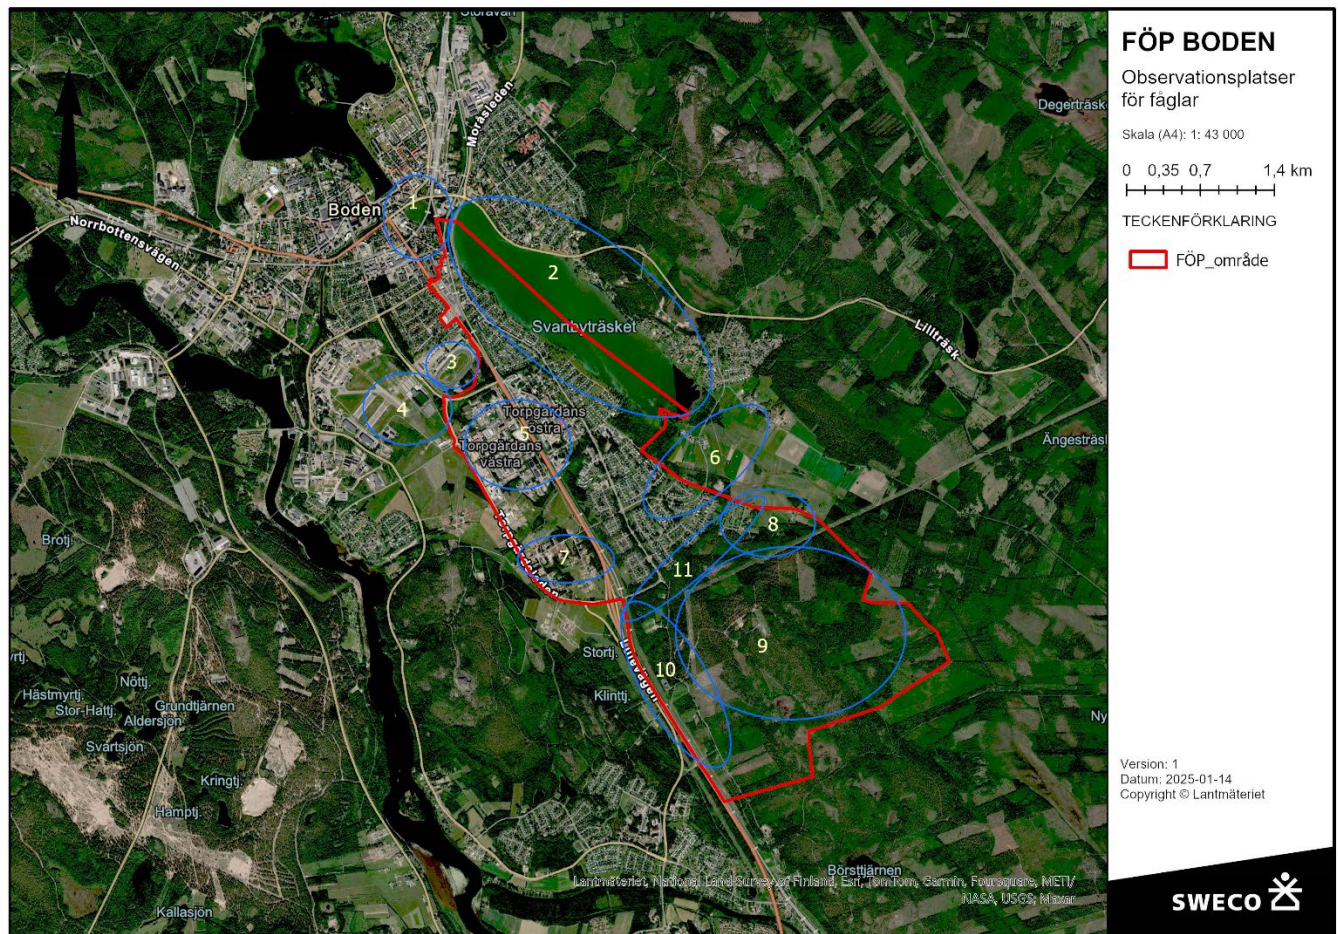 Storavan
Moråsleden
Degerträsk
Boden
1
Norrbottensvägen
2
Svartbyträsket
Lillträsk
3
4
Torpgärdans
östra
5
Torpgärdans
västra
6
Ängesträsk
8
Brotj.
Torpgärdsleden
7
11
9
Stortj.
10
Lulevägen
Klinttj.
yrtj.
Hästmyrtj.
Nöttj.
Stor-Hattj.
Grundtjärnen
Aldersjön
Svartsjön
Ny
Kringtj.
Hamptj.
Kallasjön
Börsttjärnen
Lantmäteriet, National Land Survey of Finland, Esri, TomTom, Garmin, Foursquare, METI/
NASA, USGS, Maxar
FÖP BODEN
Observationsplatser
för fåglar
Skala (A4): 1: 43 000
0 0,35 0,7 1,4 km
TECKENFÖRKLARING
FÖP_område
Version: 1
Datum: 2025-01-14
Copyright © Lantmäteriet
SWECO